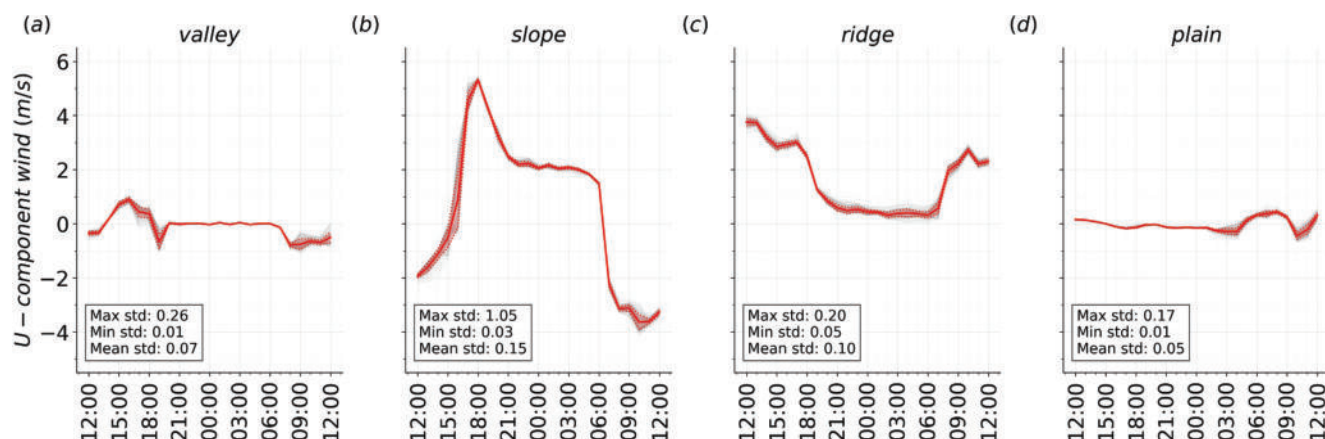 (a)
valley
(b)
slope
(c)
ridge
(d)
plain
U − component wind (m/s)
6
4
2
0
−2
−4
Max std: 0.26
Min std: 0.01
Mean std: 0.07
Max std: 1.05
Min std: 0.03
Mean std: 0.15
Max std: 0.20
Min std: 0.05
Mean std: 0.10
Max std: 0.17
Min std: 0.01
Mean std: 0.05
12:00
15:00
18:00
21:00
00:00
03:00
06:00
09:00
12:00
12:00
15:00
18:00
21:00
00:00
03:00
06:00
09:00
12:00
12:00
15:00
18:00
21:00
00:00
03:00
06:00
09:00
12:00
12:00
15:00
18:00
21:00
00:00
03:00
06:00
09:00
12:00